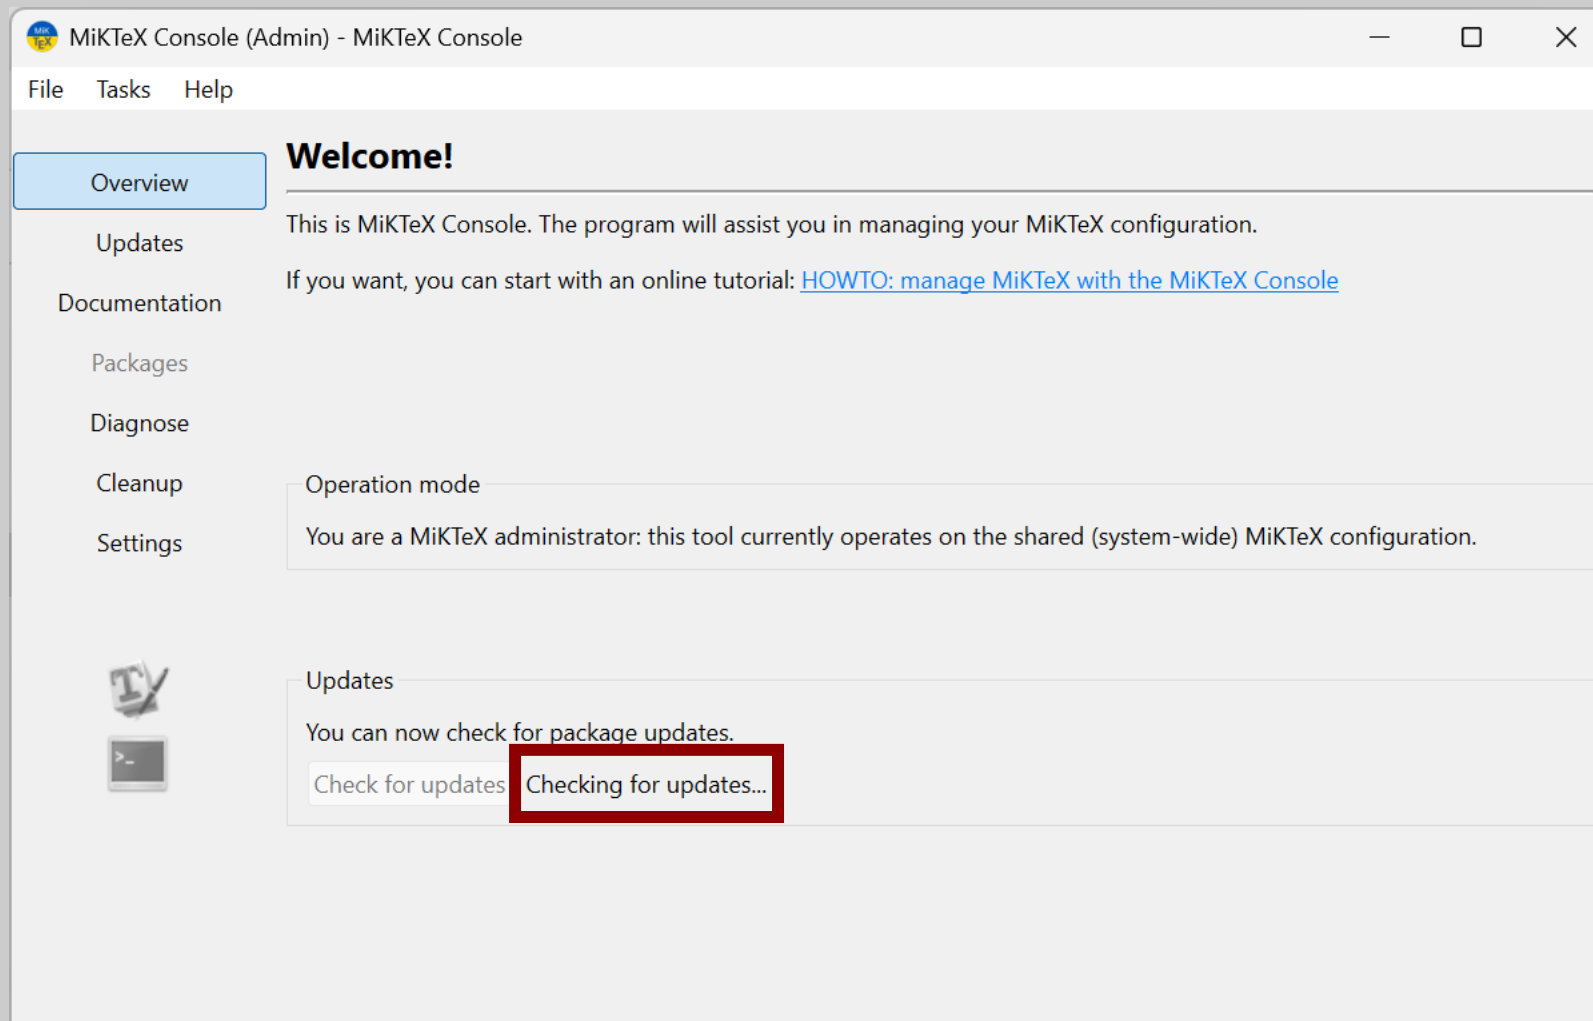 MiKTeX Console (Admin) - MiKTeX Console
File Tasks Help
Overview
Updates
Documentation
Packages
Diagnose
Cleanup
Settings
Welcome!
This is MiKTeX Console. The program will assist you in managing your MiKTeX configuration.
If you want, you can start with an online tutorial: HOWTO: manage MiKTeX with the MiKTeX Console
Operation mode
You are a MiKTeX administrator: this tool currently operates on the shared (system-wide) MiKTeX configuration.
Updates
You can now check for package updates.
Check for updates Checking for updates...